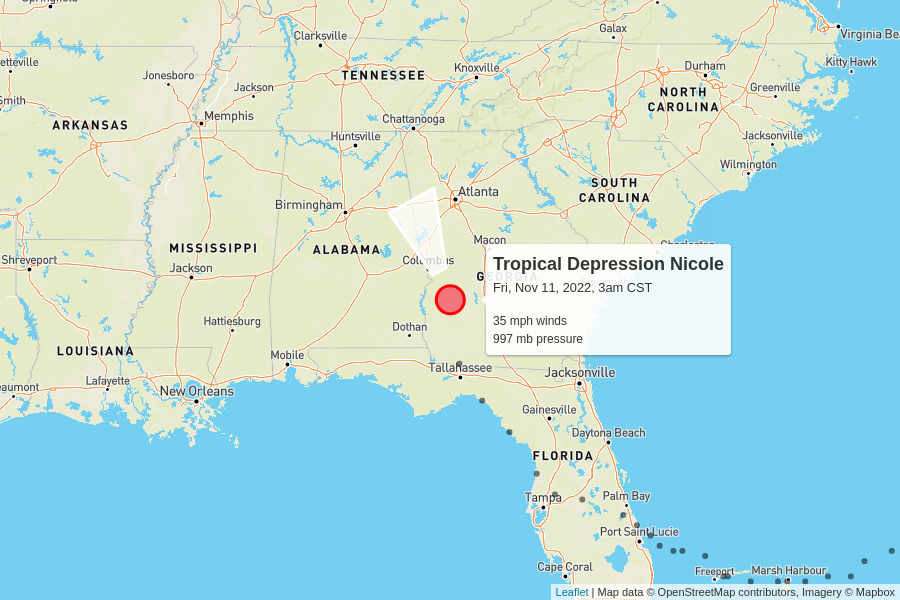 Springfield
Clarksville
Galax
Virginia Be
etteville
Jonesboro
TENNESSEE
Knoxville
Durham
Kitty Hawk
Smith
Jackson
NORTH
CAROLINA
Greenville
ARKANSAS
Memphis
Chattanooga
Huntsville
Jacksonville
Wilmington
Birmingham
Atlanta
SOUTH
CAROLINA
MISSISSIPPI
ALABAMA
Macon
Charleston
Shreveport
Jackson
Columbus
GEORGIA
Tropical Depression Nicole
Fri, Nov 11, 2022, 3am CST
35 mph winds
997 mb pressure
Hattiesburg
Dothan
LOUISIANA
Mobile
Tallahassee
Jacksonville
eaumont
Lafayette
New Orleans
Gainesville
Daytona Beach
FLORIDA
Tampa
Palm Bay
Port Saint Lucie
Cape Coral
Freeport
Marsh Harbour
Leaflet | Map data © OpenStreetMap contributors, Imagery © Mapbox